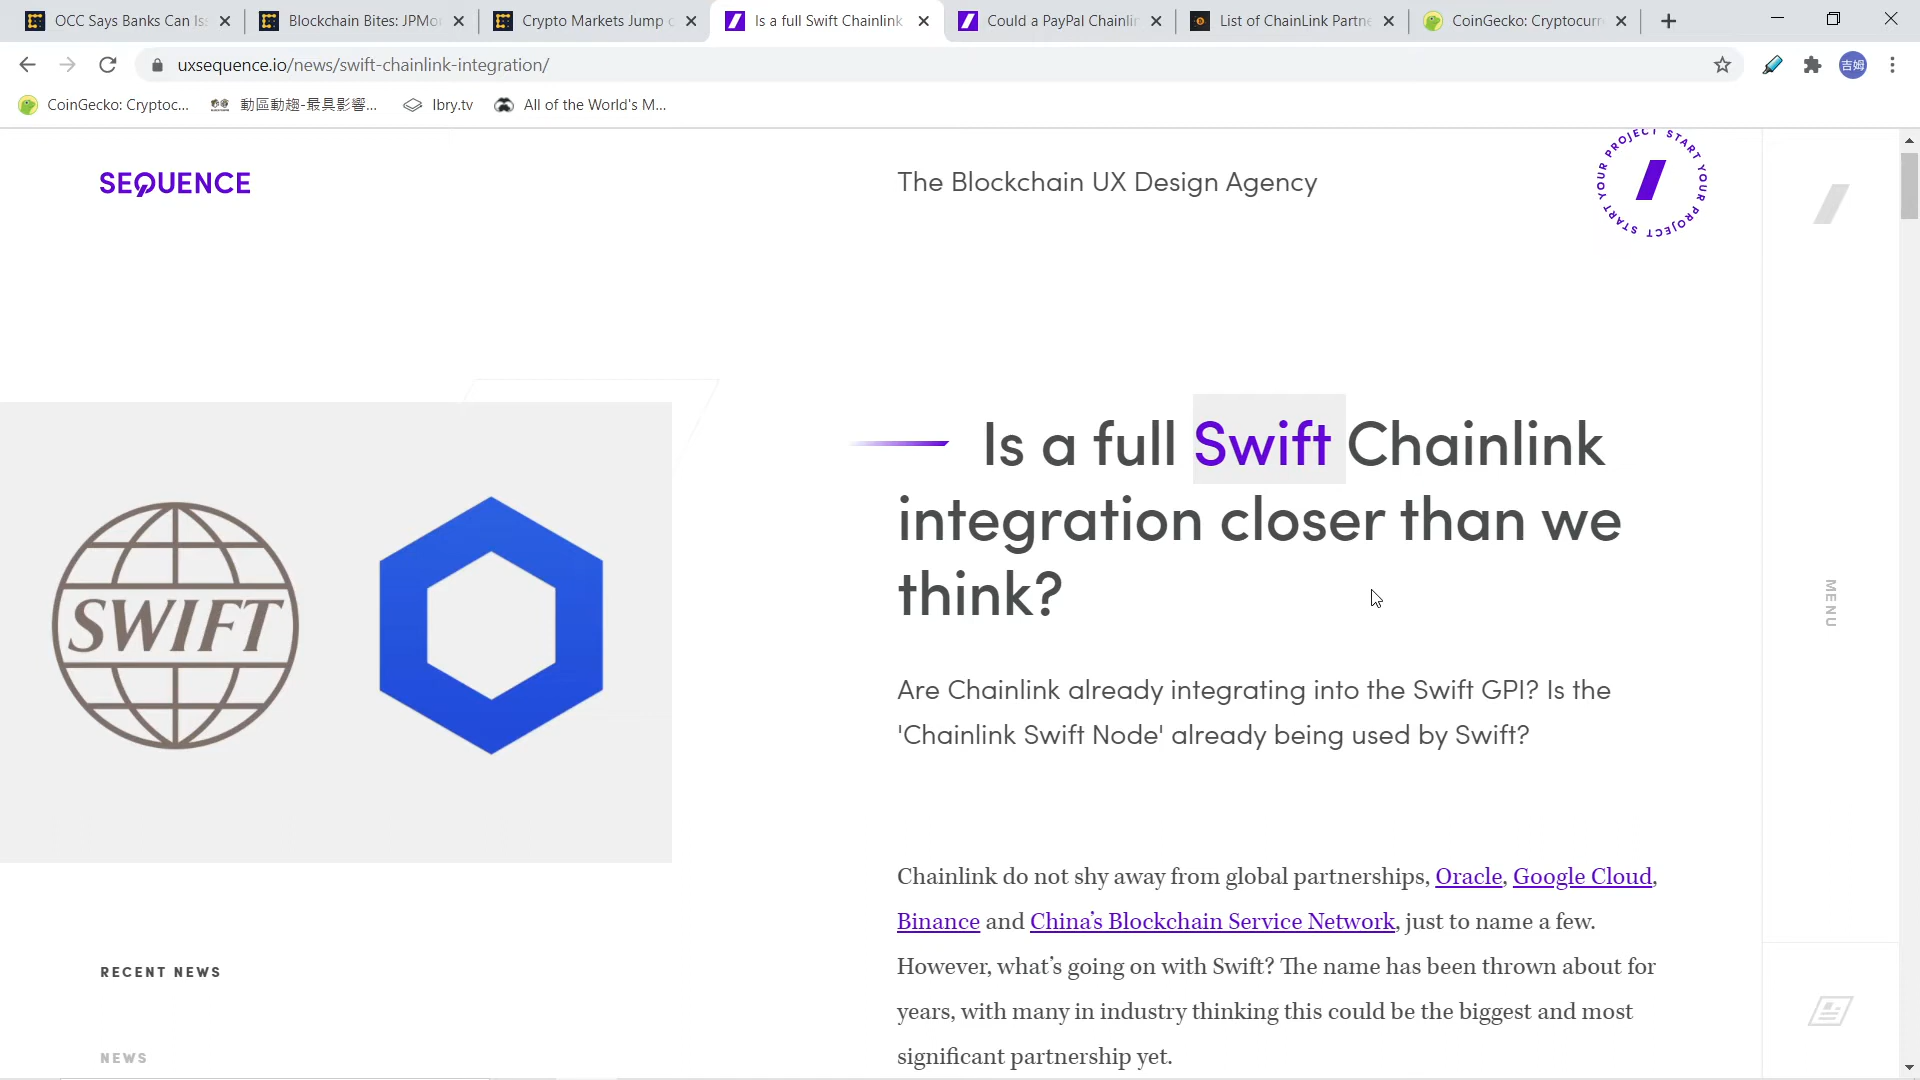 OCC Says Banks Can Iss
Blockchain Bites: JPMo
Crypto Markets Jump o
Is a full Swift Chainlink
Could a PayPal Chainlin
List of ChainLink Partne
CoinGecko: Cryptocurre
uxsequence.io/news/swift-chainlink-integration/
吉姆
CoinGecko: Cryptoc...
動區動趨-最具影響...
lbry.tv
All of the World's M...
SEQUENCE
The Blockchain UX Design Agency
START YOUR PROJECT START YOUR PROJECT
Is a full Swift Chainlink
integration closer than we
think?
SWIFT
MENU
Are Chainlink already integrating into the Swift GPI? Is the
'Chainlink Swift Node' already being used by Swift?
Chainlink do not shy away from global partnerships, Oracle, Google Cloud,
Binance and China’s Blockchain Service Network, just to name a few.
However, what’s going on with Swift? The name has been thrown about for
years, with many in industry thinking this could be the biggest and most
significant partnership yet.
RECENT NEWS
NEWS